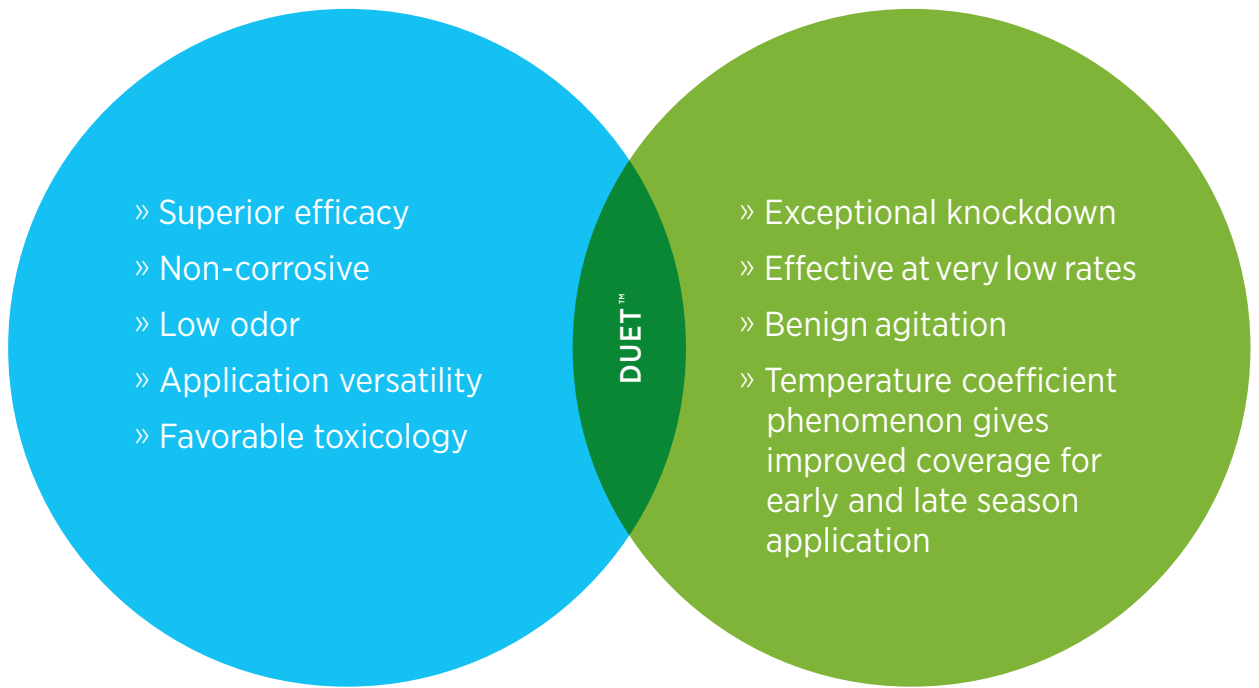 » Superior efficacy
» Non-corrosive
» Low odor
» Application versatility
» Favorable toxicology
DUET™
» Exceptional knockdown
» Effective at very low rates
» Benign agitation
» Temperature coefficient
phenomenon gives
improved coverage for
early and late season
application